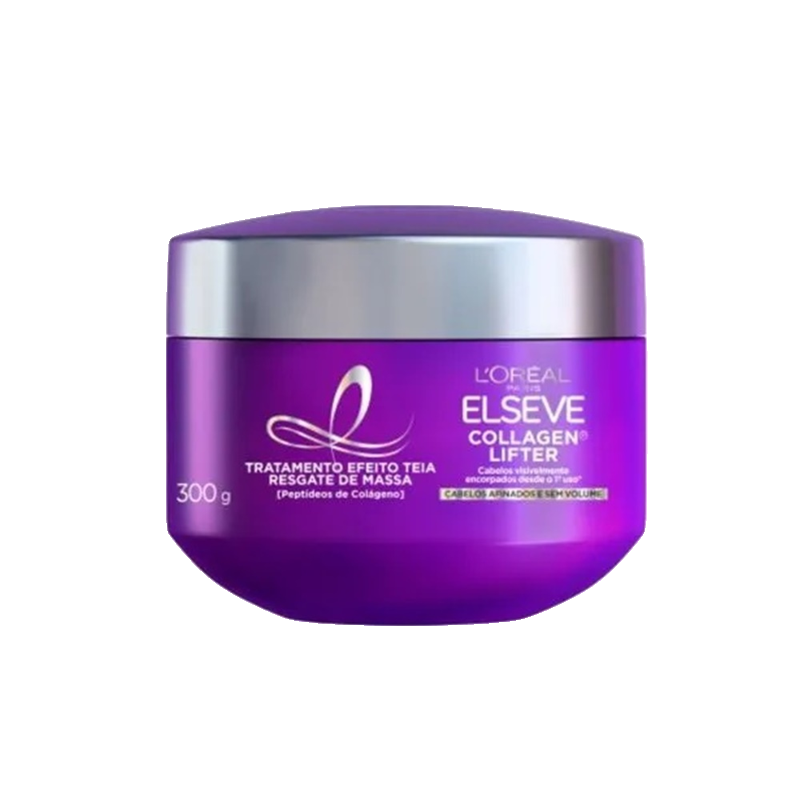 TRATAMENTO EFEITO TEIA
RESGATE DE MASSA
[Peptídeos de Colágeno]
300 g
L'ORÉAL
PARIS
ELSEVE
COLLAGEN®
LIFTER
Cabelos visivelmente
encorpados desde o 1º uso*
CABELOS AFINADOS E SEM VOLUME